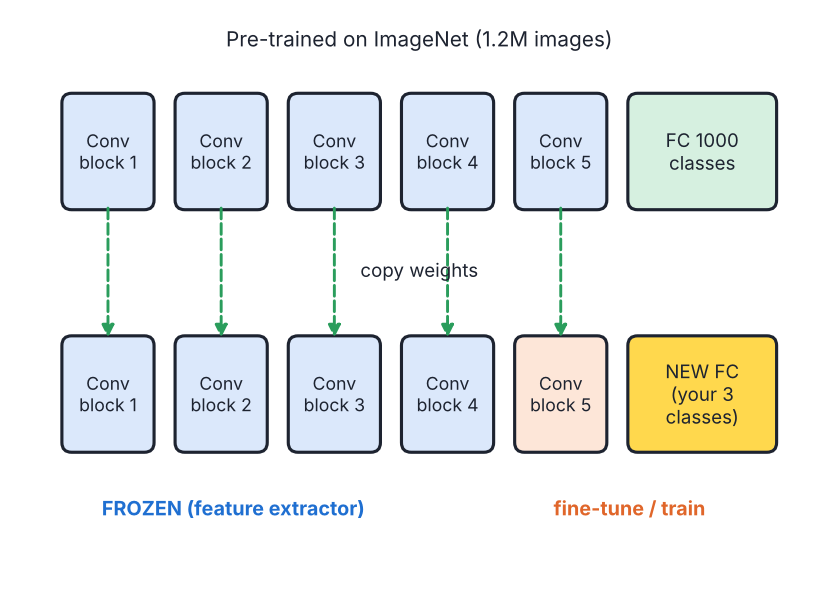 Pre-trained on ImageNet (1.2M images)
Conv
block 1
Conv
block 2
Conv
block 3
Conv
block 4
Conv
block 5
FC 1000
classes
copy weights
Conv
block 1
Conv
block 2
Conv
block 3
Conv
block 4
Conv
block 5
NEW FC
(your 3
classes)
FROZEN (feature extractor)
fine-tune / train